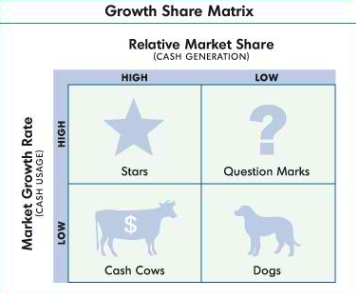 Growth Share Matrix
Relative Market Share
(CASH GENERATION)
HIGH LOW
Market Growth Rate
(CASH USAGE)
HIGH
?
Stars Question Marks
LOW
$
Cash Cows Dogs